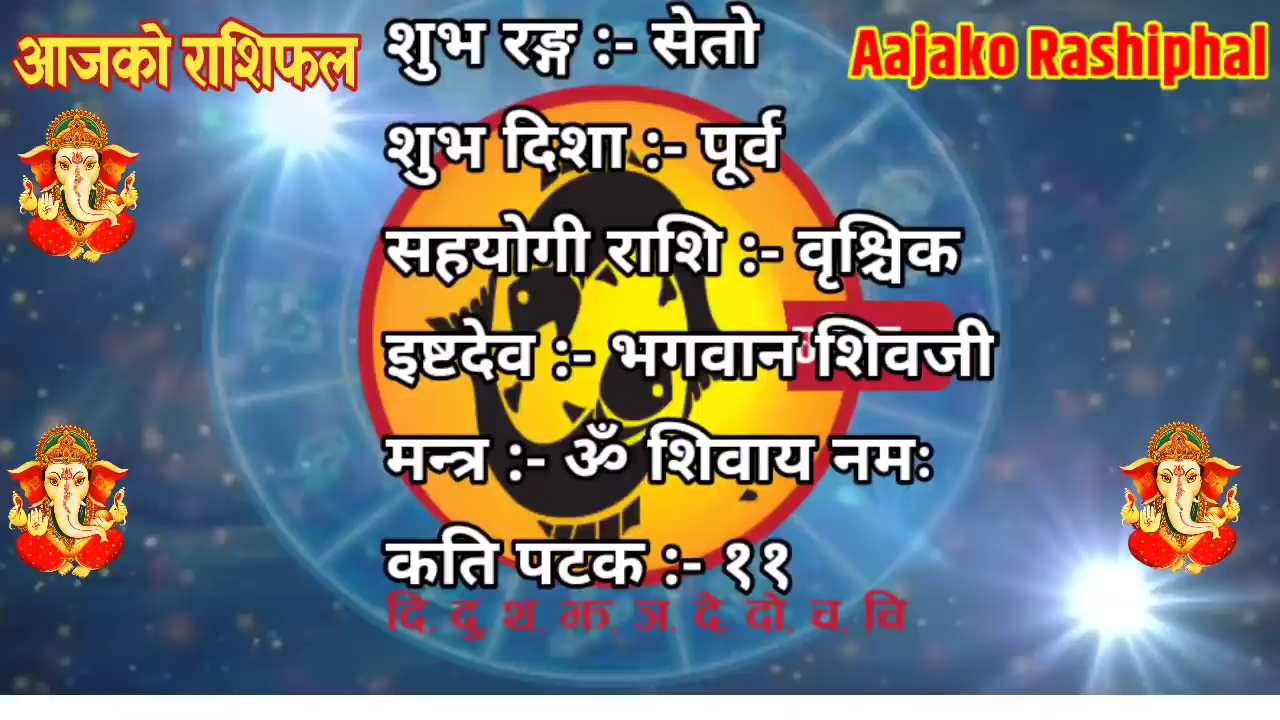 आजको राशिफल
शुभ रङ्ग :- सेतो
Aajako Rashiphal
शुभ दिशा :- पूर्व
सहयोगी राशि :- वृश्चिक
इष्टदेव :- भगवान शिवजी
मन्त्र :- ॐ शिवाय नमः
कति पटक :- ११
दि, दु, श, झ, ञ, दे, दो, च, चि